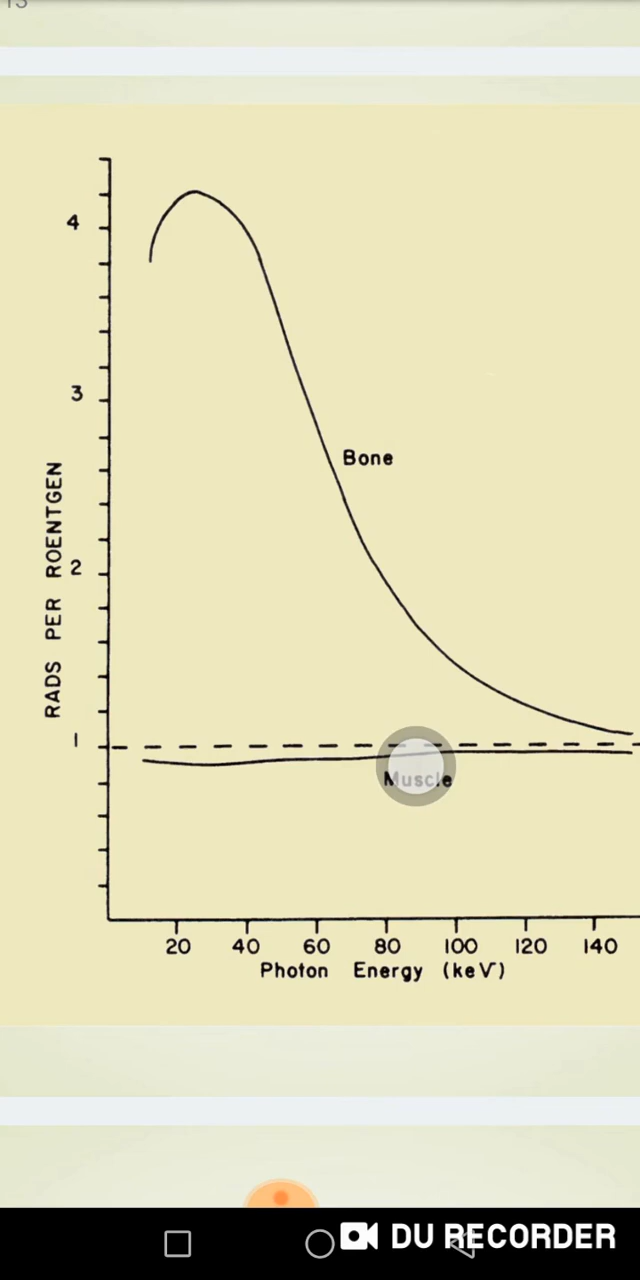 4
3
Bone
RADS PER ROENTGEN
2
1
Muscle
20 40 60 80 100 120 140
Photon Energy (keV)
DU RECORDER